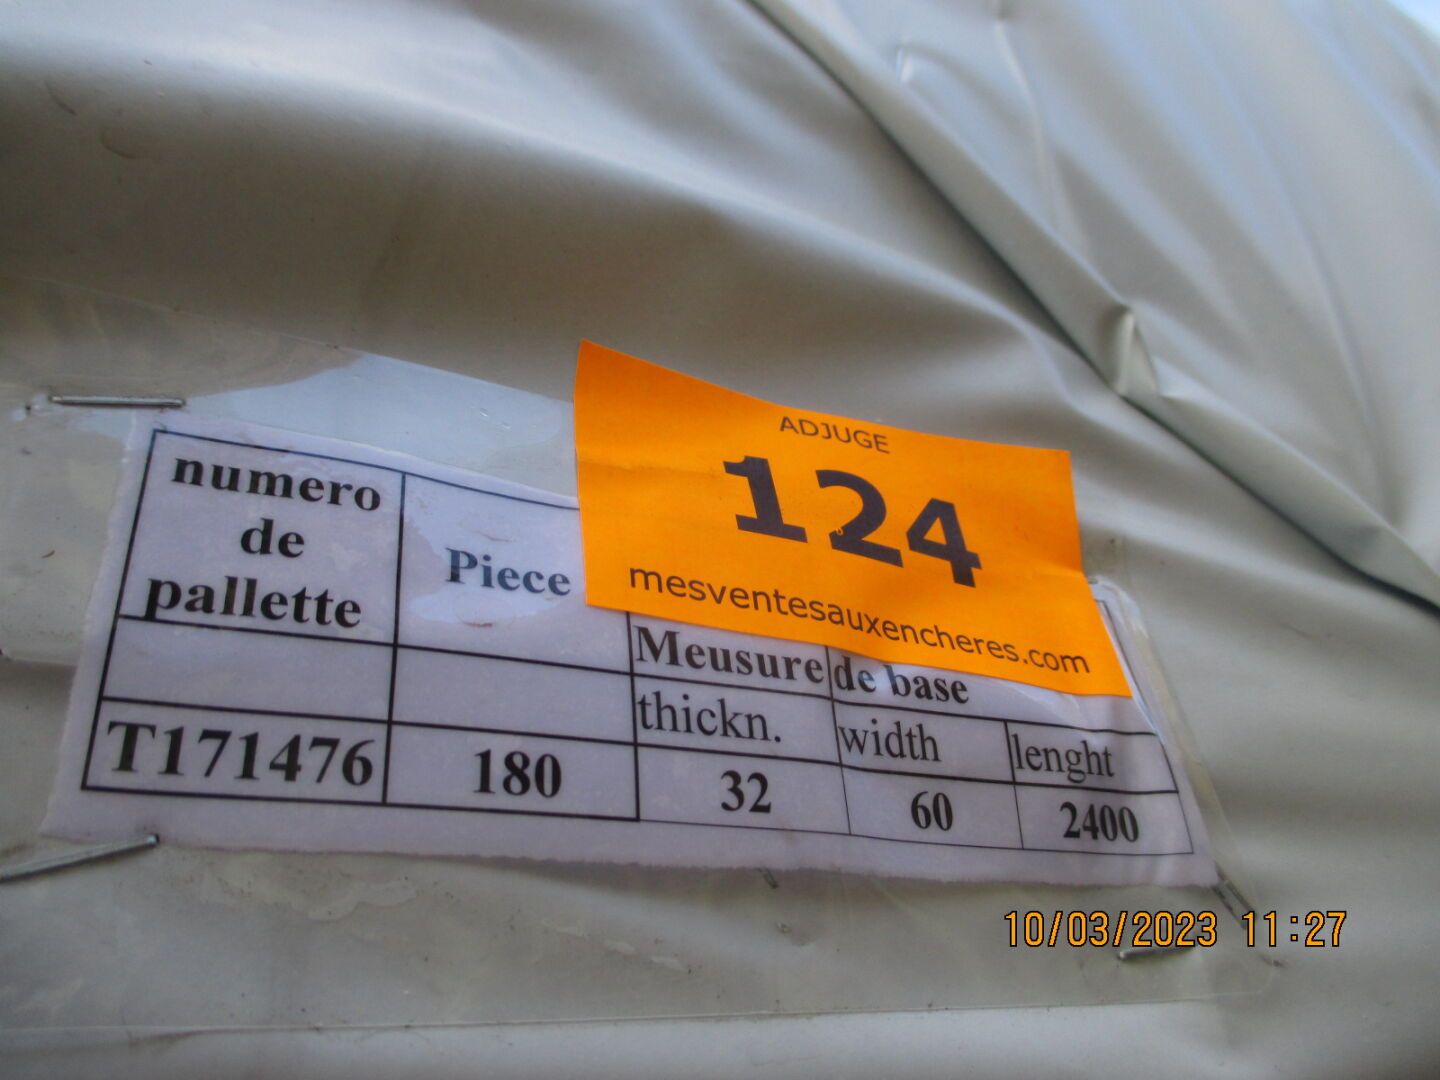 ADJUGE
124
mesventesauxencheres.com
numero
de
pallette
Piece
Meusure de base
thickn. width lenght
T171476 180 32 60 2400
10/03/2023 11:27